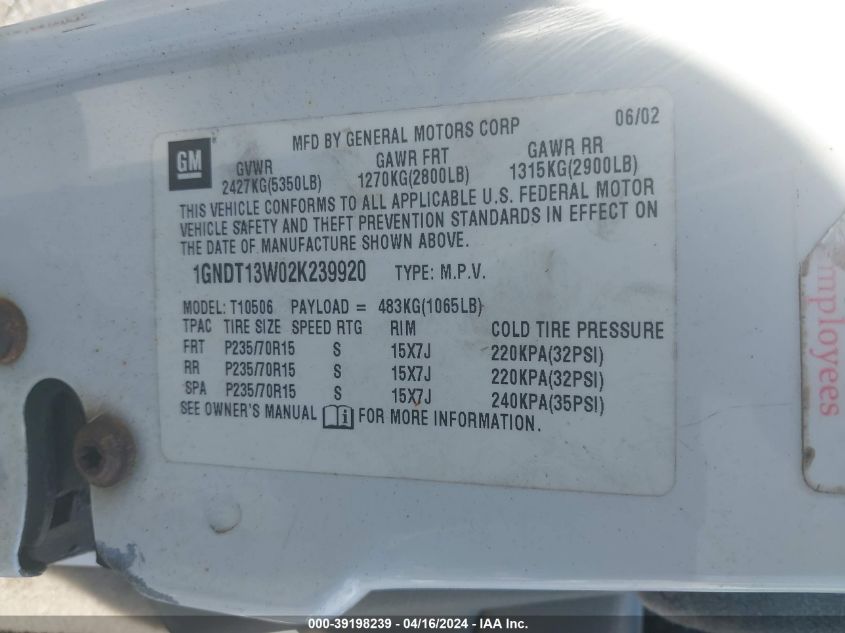 06/02
MFD BY GENERAL MOTORS CORP
GM
GVWR GAWR FRT GAWR RR
2427KG(5350LB) 1270KG(2800LB) 1315KG(2900LB)
THIS VEHICLE CONFORMS TO ALL APPLICABLE U.S. FEDERAL MOTOR
VEHICLE SAFETY AND THEFT PREVENTION STANDARDS IN EFFECT ON
THE DATE OF MANUFACTURE SHOWN ABOVE.
1GNDT13W02K239920 TYPE: M.P.V.
MODEL: T10506 PAYLOAD = 483KG(1065LB)
TPAC TIRE SIZE SPEED RTG RIM COLD TIRE PRESSURE
FRT P235/70R15 S 15X7J 220KPA(32PSI)
RR P235/70R15 S 15X7J 220KPA(32PSI)
SPA P235/70R15 S 15X7J 240KPA(35PSI)
SEE OWNER'S MANUAL i FOR MORE INFORMATION.
mployees
000-39198239 - 04/16/2024 - IAA Inc.